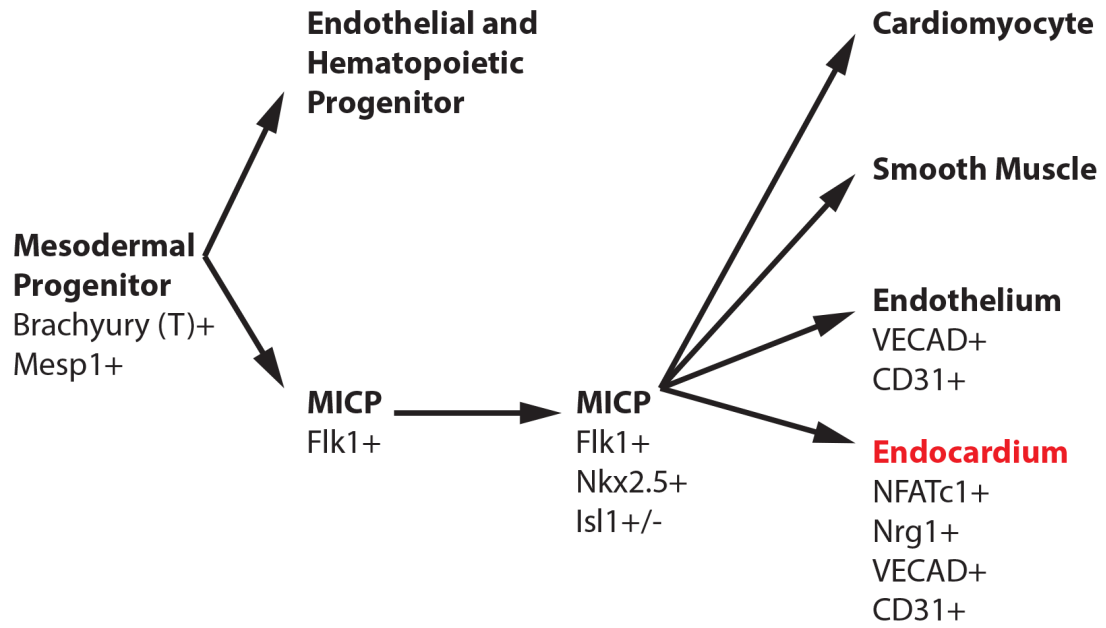 Mesodermal
Progenitor
Brachyury (T)+
Mesp1+
Endothelial and
Hematopoietic
Progenitor
MICP
Flk1+
MICP
Flk1+
Nkx2.5+
Isl1+/-
Cardiomyocyte
Smooth Muscle
Endothelium
VECAD+
CD31+
Endocardium
NFATc1+
Nrg1+
VECAD+
CD31+